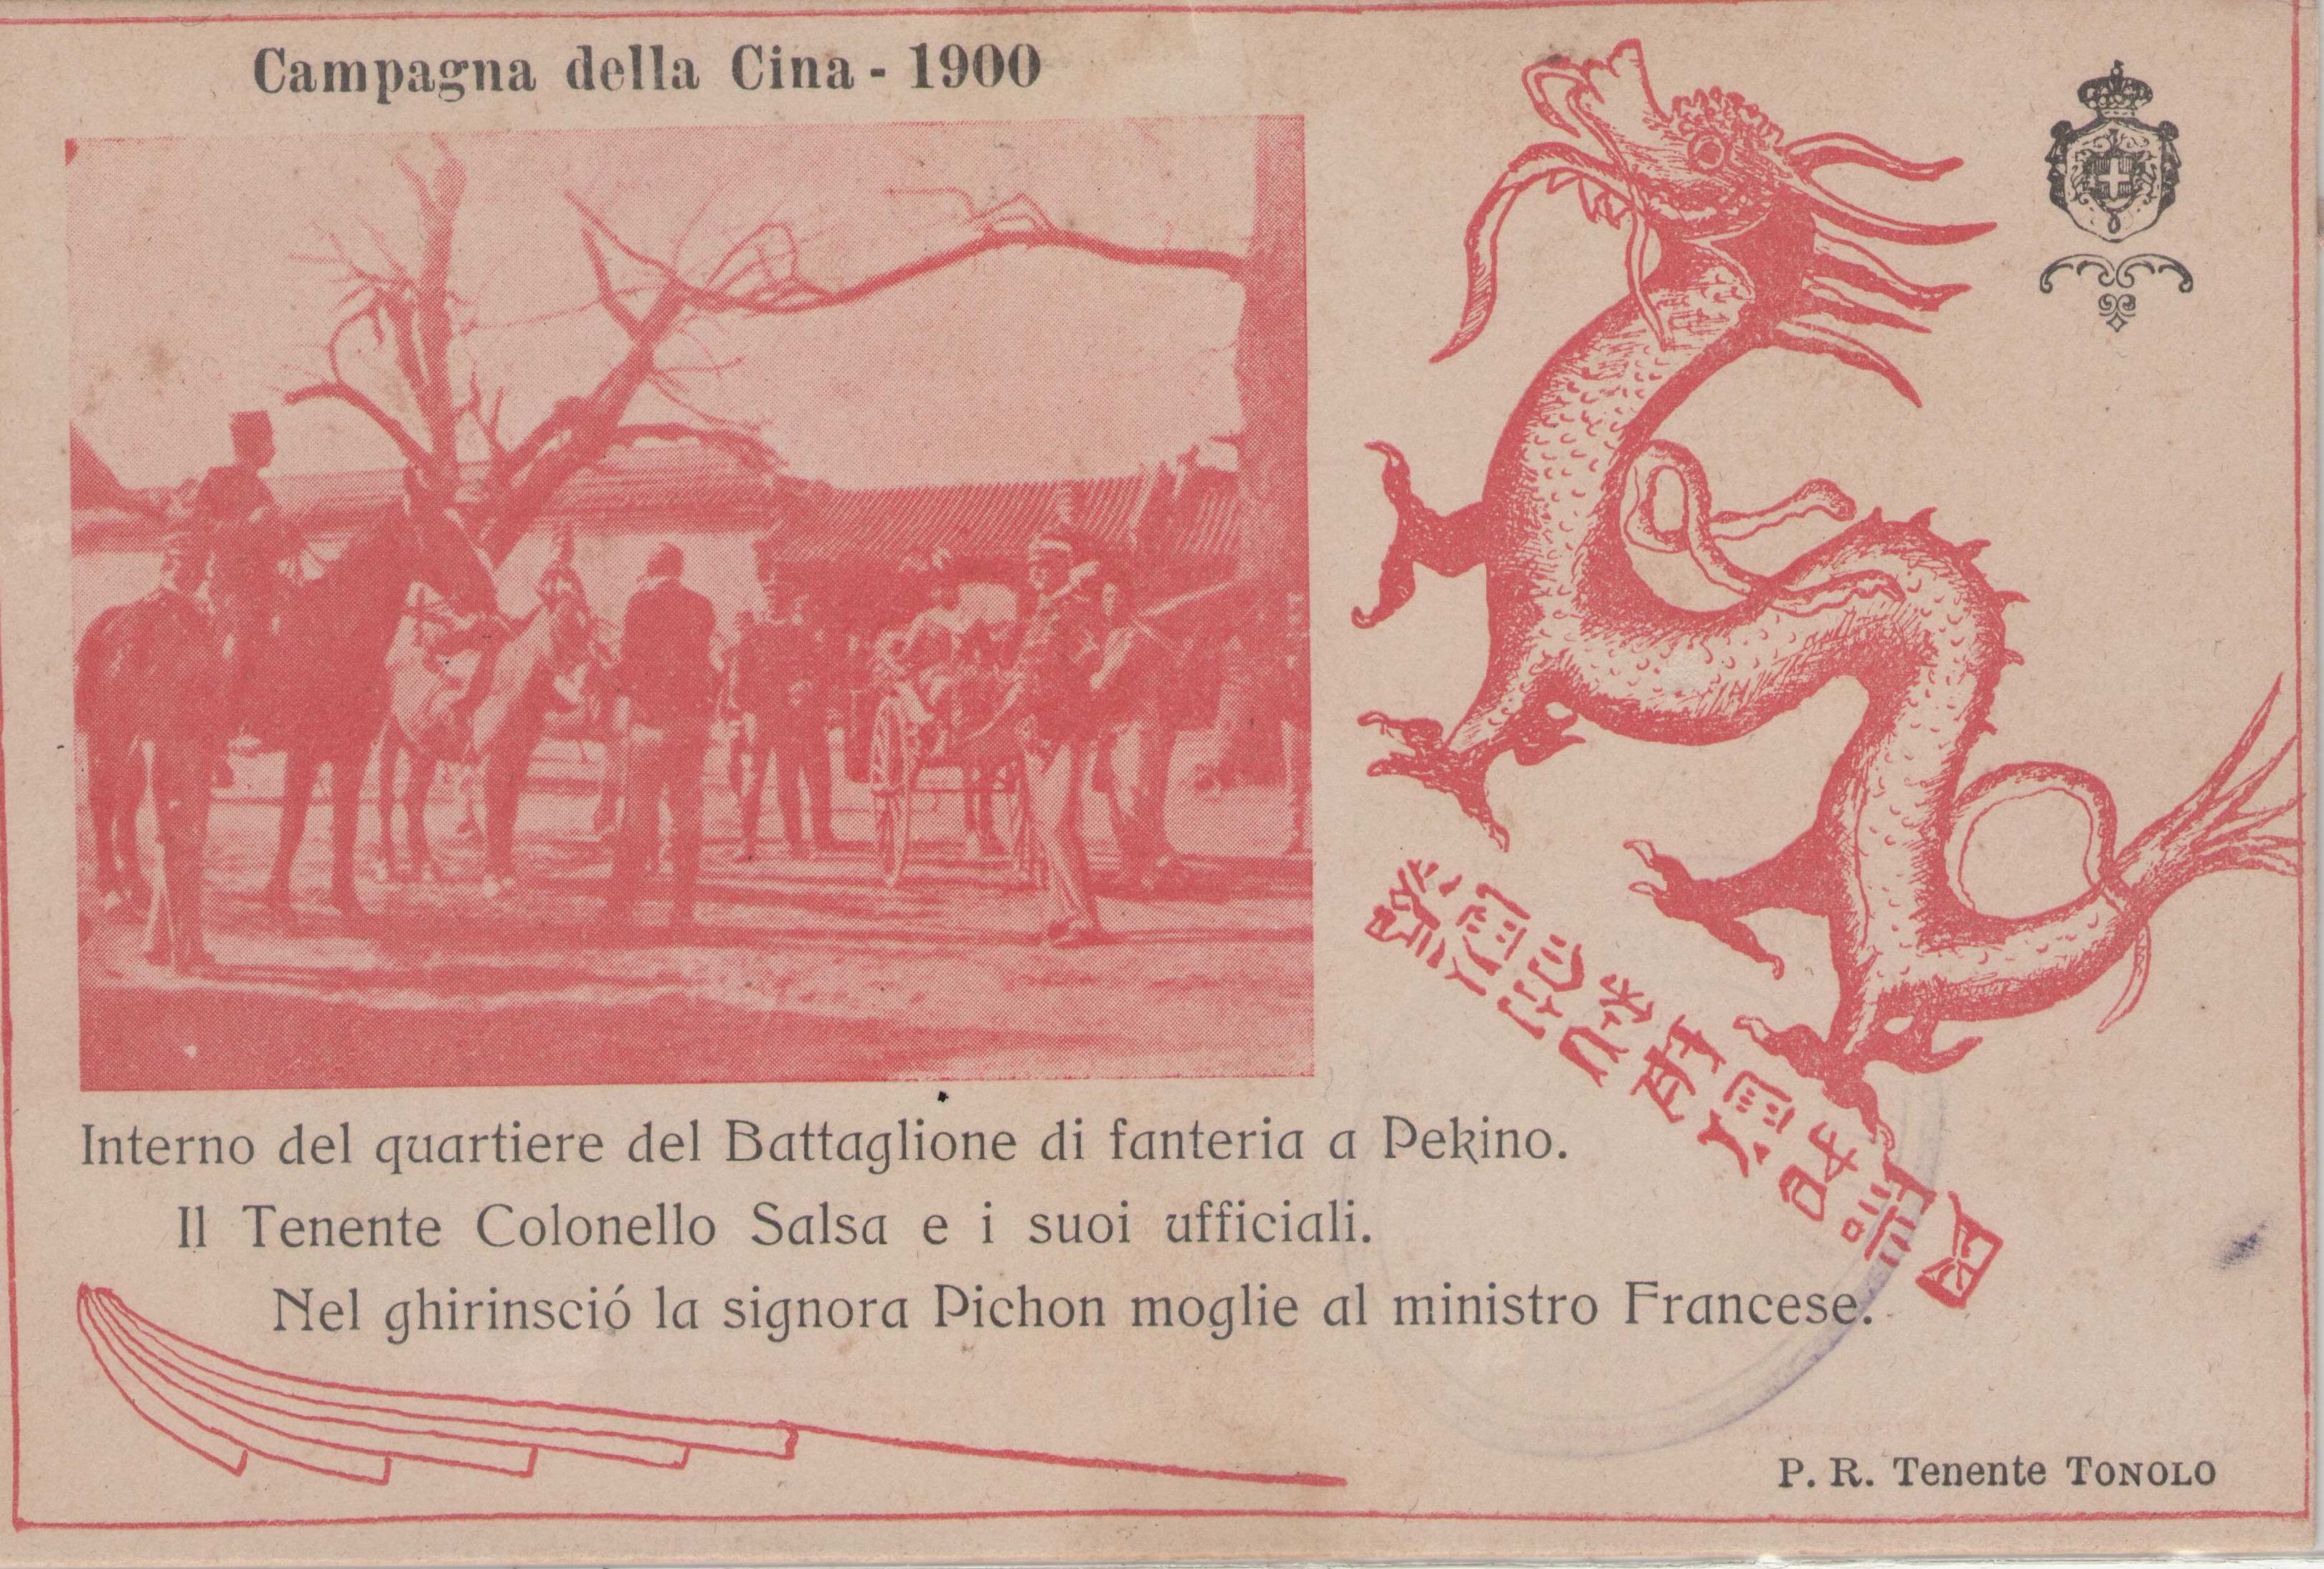 Campagna della Cina - 1900
Interno del quartiere del Battaglione di fanteria a Pekino.
Il Tenente Colonello Salsa e i suoi ufficiali.
Nel ghirinsció la signora Pichon moglie al ministro Francese.
P. R. Tenente TONOLO